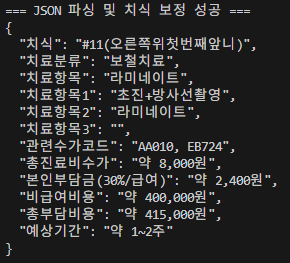 === JSON 파싱 및 치식 보정 성공 ===
{
"치식": "#11(오른쪽위첫번째앞니)",
"치료분류": "보철치료",
"치료항목": "라미네이트",
"치료항목1": "초진+방사선촬영",
"치료항목2": "라미네이트",
"치료항목3": "",
"관련수가코드": "AA010, EB724",
"총진료비수가": "약 8,000원",
"본인부담금(30%/급여)": "약 2,400원",
"비급여비용": "약 400,000원",
"총부담비용": "약 415,000원",
"예상기간": "약 1~2주"
}